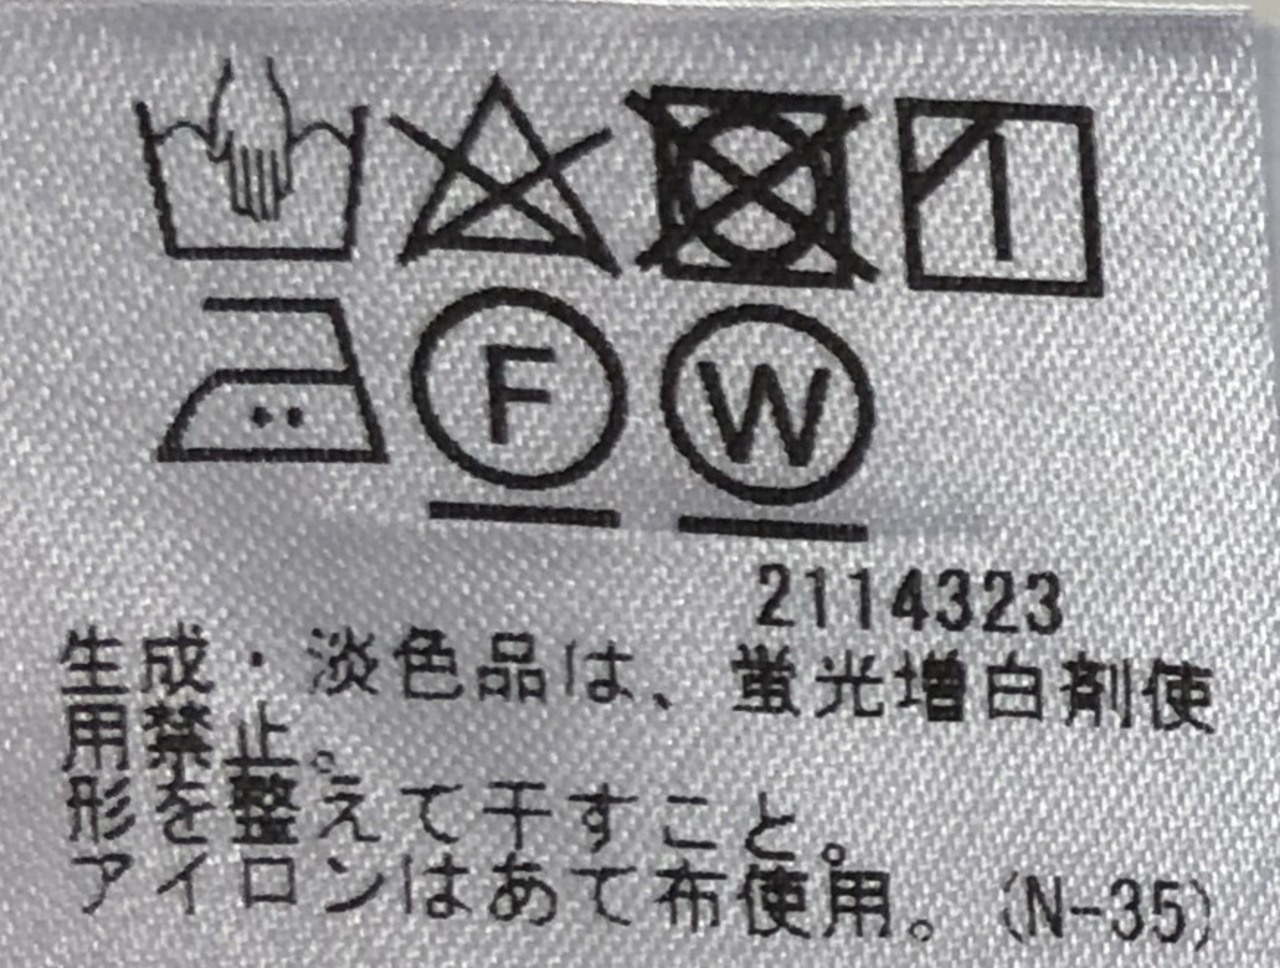 F W
2114323
生成・淡色品は、蛍光増白剤使
用禁止。
形を整えて干すこと。
アイロンはあて布使用。(N-35)